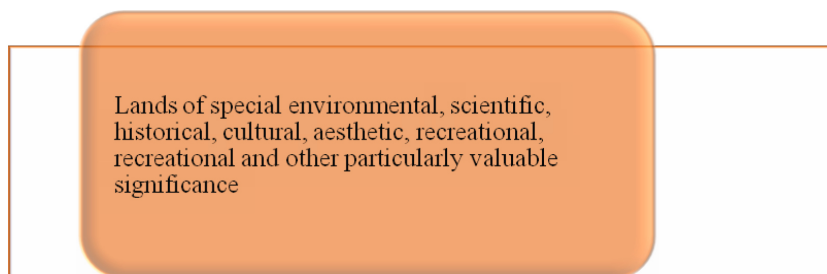 Lands of special environmental, scientific,
historical, cultural, aesthetic, recreational,
recreational and other particularly valuable
significance